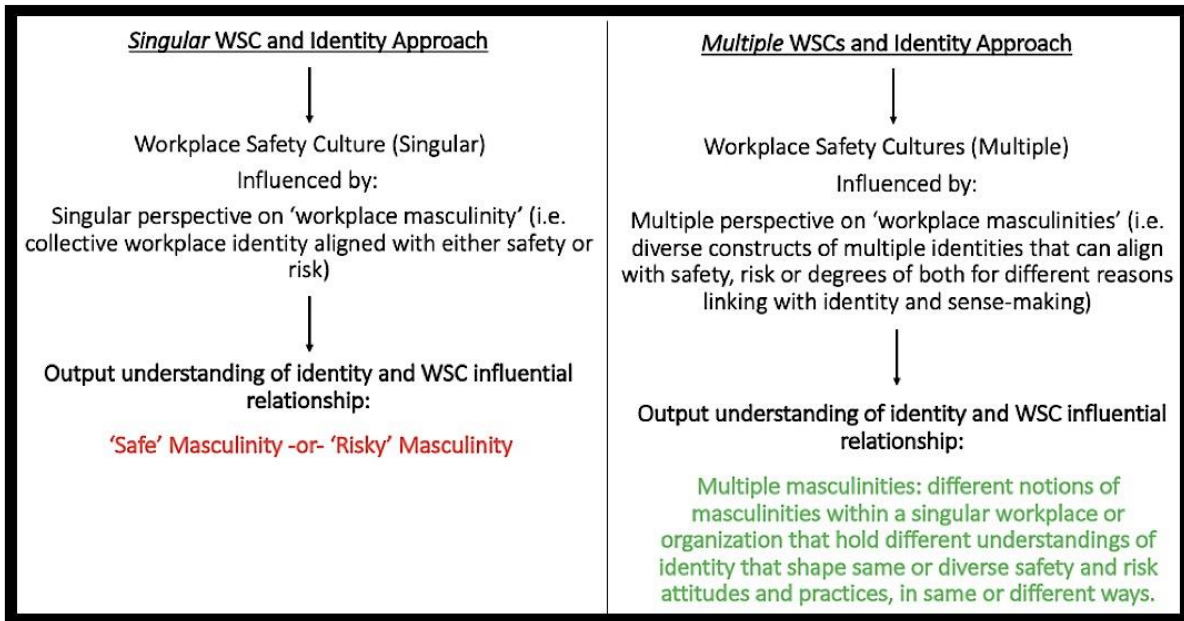 Singular WSC and Identity Approach
Workplace Safety Culture (Singular)
Influenced by:
Singular perspective on ‘workplace masculinity’ (i.e.
collective workplace identity aligned with either safety or
risk)
Output understanding of identity and WSC influential
relationship:
‘Safe’ Masculinity -or- ‘Risky’ Masculinity
Multiple WSCs and Identity Approach
Workplace Safety Cultures (Multiple)
Influenced by:
Multiple perspective on ‘workplace masculinities’ (i.e.
diverse constructs of multiple identities that can align
with safety, risk or degrees of both for different reasons
linking with identity and sense-making)
Output understanding of identity and WSC influential
relationship:
Multiple masculinities: different notions of
masculinities within a singular workplace or
organization that hold different understandings of
identity that shape same or diverse safety and risk
attitudes and practices, in same or different ways.